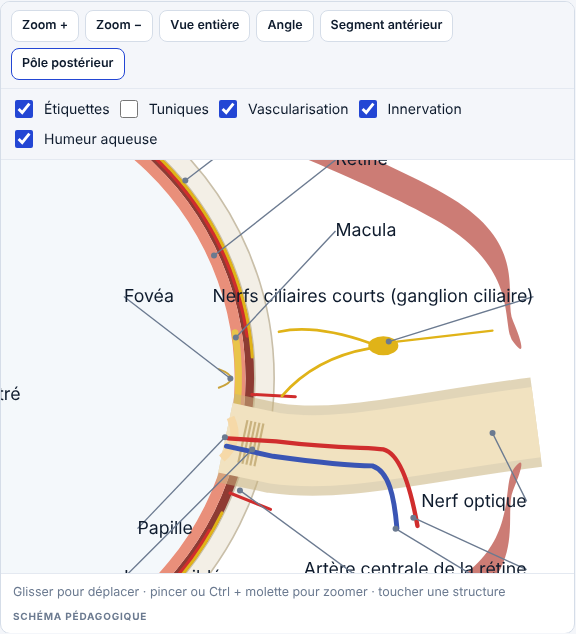 Zoom + Zoom − Vue entière Angle Segment antérieur
Pôle postérieur
Étiquettes Tuniques Vascularisation Innervation
Humeur aqueuse
Rétine
Macula
Fovéa
Nerfs ciliaires courts (ganglion ciliaire)
tré
Nerf optique
Papille
Artère centrale de la rétine
Glisser pour déplacer · pincer ou Ctrl + molette pour zoomer · toucher une structure
SCHÉMA PÉDAGOGIQUE